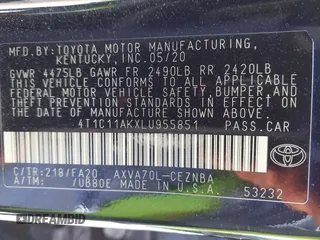 MFD. BY: TOYOTA MOTOR MANUFACTURING,
KENTUCKY, INC. 05/20
GVWR 4475LB GAWR FR 2490LB RR 2420LB
THIS VEHICLE CONFORMS TO ALL APPLICABLE
FEDERAL MOTOR VEHICLE SAFETY, BUMPER, AND
THEFT PREVENTION STANDARDS IN EFFECT ON
THE DATE OF MANUFACTURE SHOWN ABOVE.
4T1C11AKXLU955851 PASS.CAR
C/TR:218/FA20 AXVA70L-CEZNBA
A/TM: /UB80E
MADE IN U.S.A.
53232
TOYOTA
DREAMBID